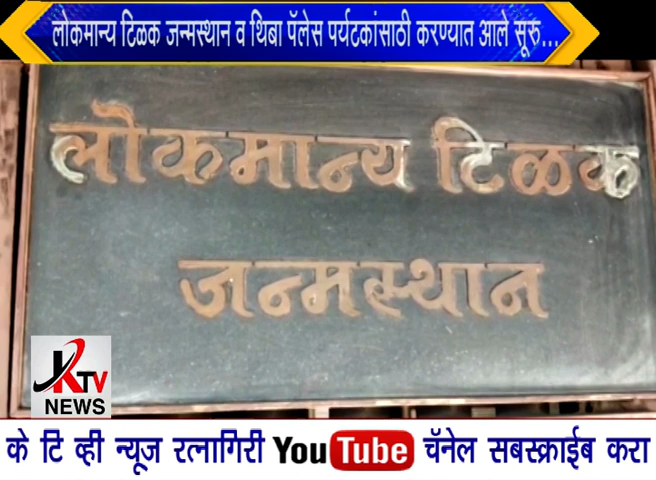 लोकमान्य टिळक जन्मस्थान व थिबा पॅलेस पर्यटकांसाठी करण्यात आले सूरु...
लोकमान्य टिळक
जन्मस्थान
KTV
NEWS
के टि व्ही न्यूज रत्नागिरी YouTube चॅनेल सबस्क्राईब करा